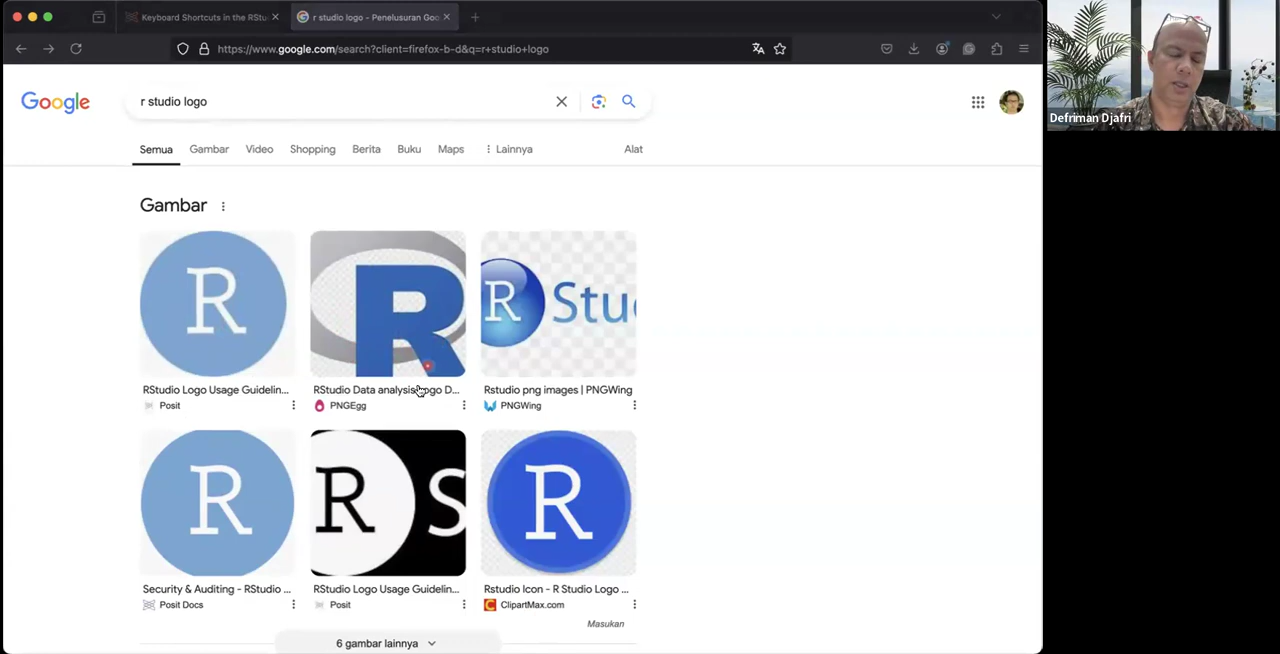 Keyboard Shortcuts in the RStu
r studio logo - Penelusuran Goo
https://www.google.com/search?client=firefox-b-d&q=r+studio+logo
Google
r studio logo
Semua
Gambar
Video
Shopping
Berita
Buku
Maps
Lainnya
Alat
Gambar
R
R
R Stud
RStudio Logo Usage Guidelin...
RStudio Data analysis logo D...
Rstudio png images | PNGWing
Posit
PNGEgg
PNGWing
R
R S
R
Security & Auditing - RStudio ...
RStudio Logo Usage Guidelin...
Rstudio Icon - R Studio Logo ...
Posit Docs
Posit
ClipartMax.com
Masukan
6 gambar lainnya
Defriman Djafri